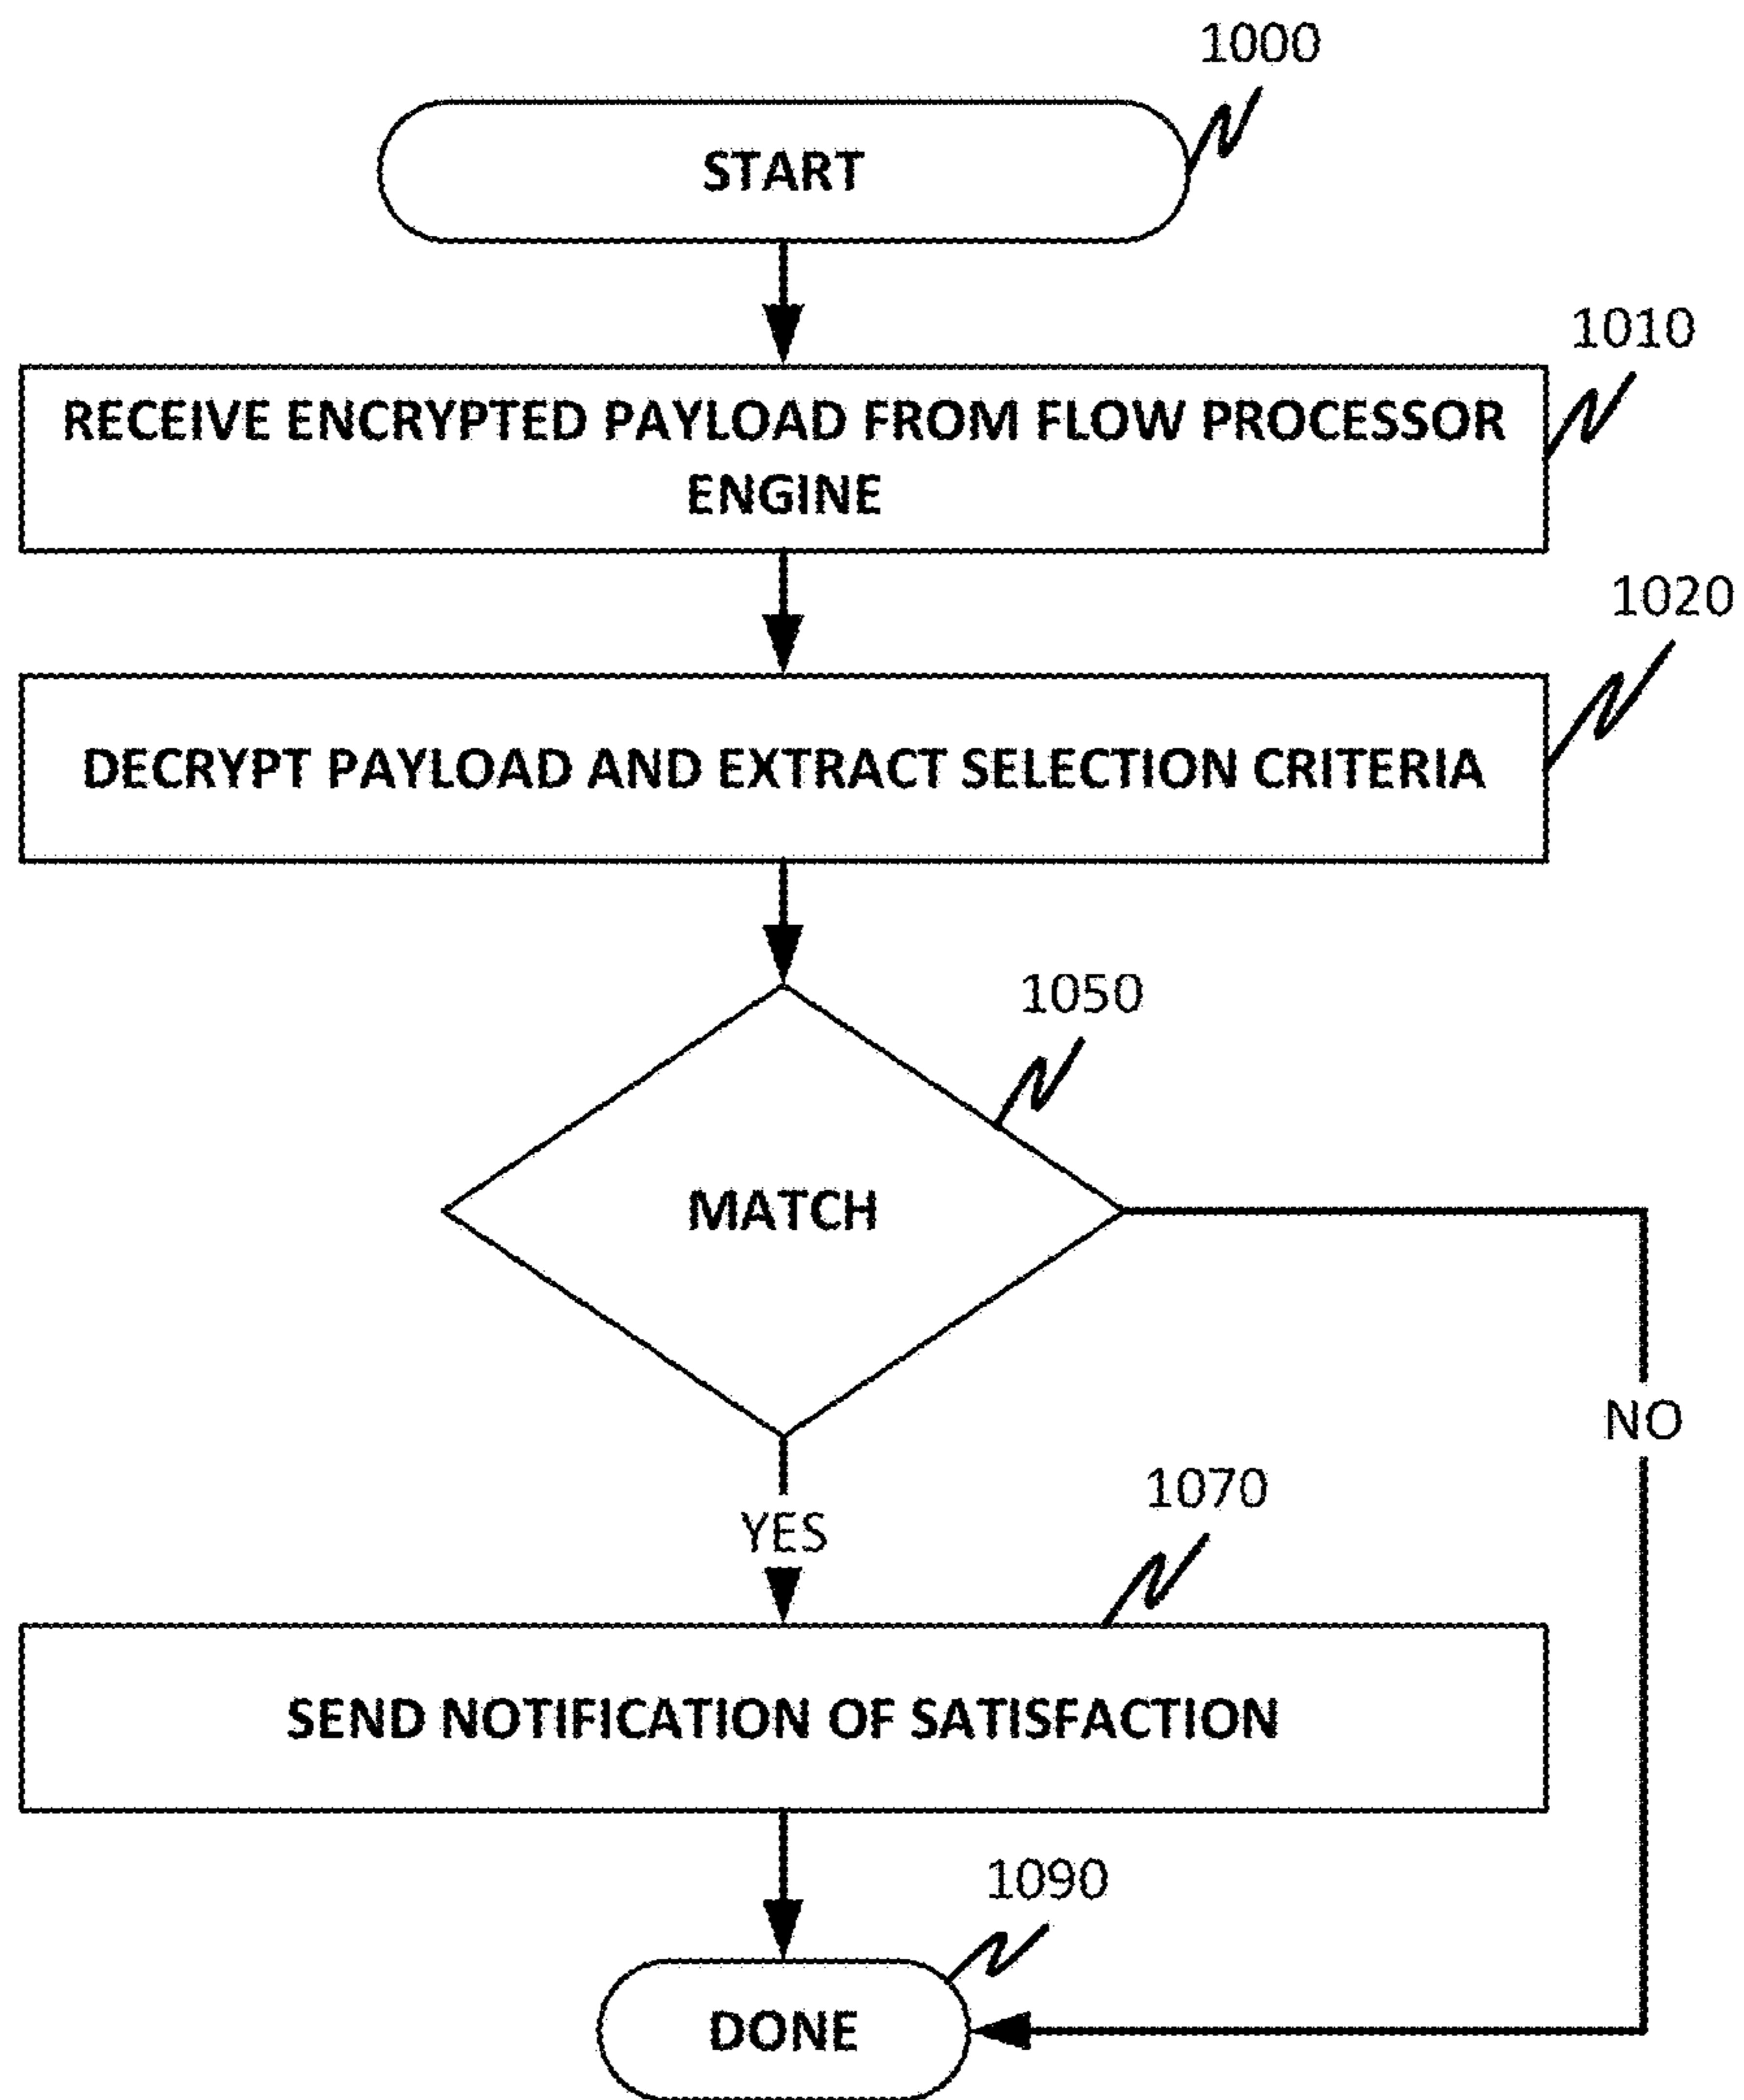 1000
START
1010
RECEIVE ENCRYPTED PAYLOAD FROM FLOW PROCESSOR
ENGINE
1020
DECRYPT PAYLOAD AND EXTRACT SELECTION CRITERIA
1050
MATCH
NO
1070
YES
SEND NOTIFICATION OF SATISFACTION
1090
DONE